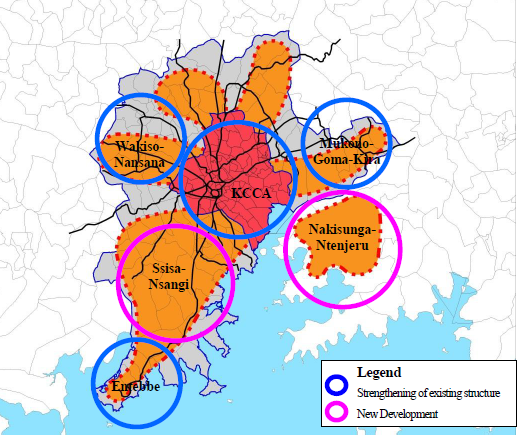 Wakiso-
Nansana
Mukono-
Goma-Kira
KCCA
Nakisunga-
Ntenjeru
Ssisa-
Nsangi
Entebbe
Legend
Strengthening of existing structure
New Development